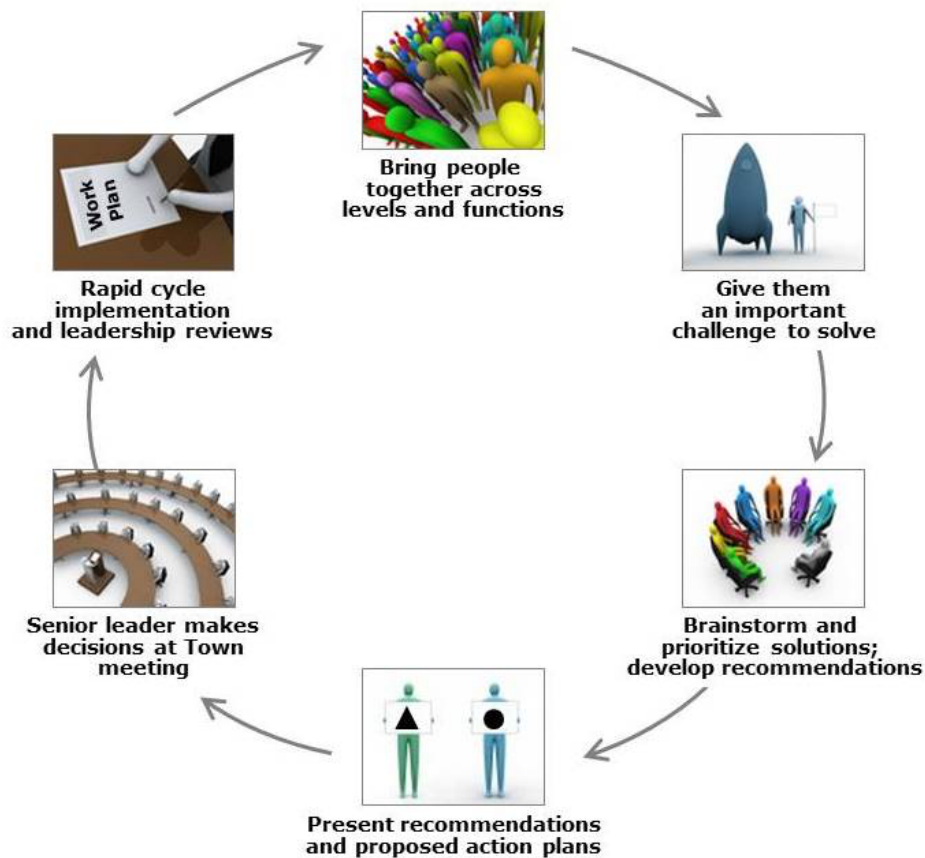 Bring people
together across
levels and functions
Give them
an important
challenge to solve
Brainstorm and
prioritize solutions;
develop recommendations
Present recommendations
and proposed action plans
Senior leader makes
decisions at Town
meeting
Work
Plan
Rapid cycle
implementation
and leadership reviews